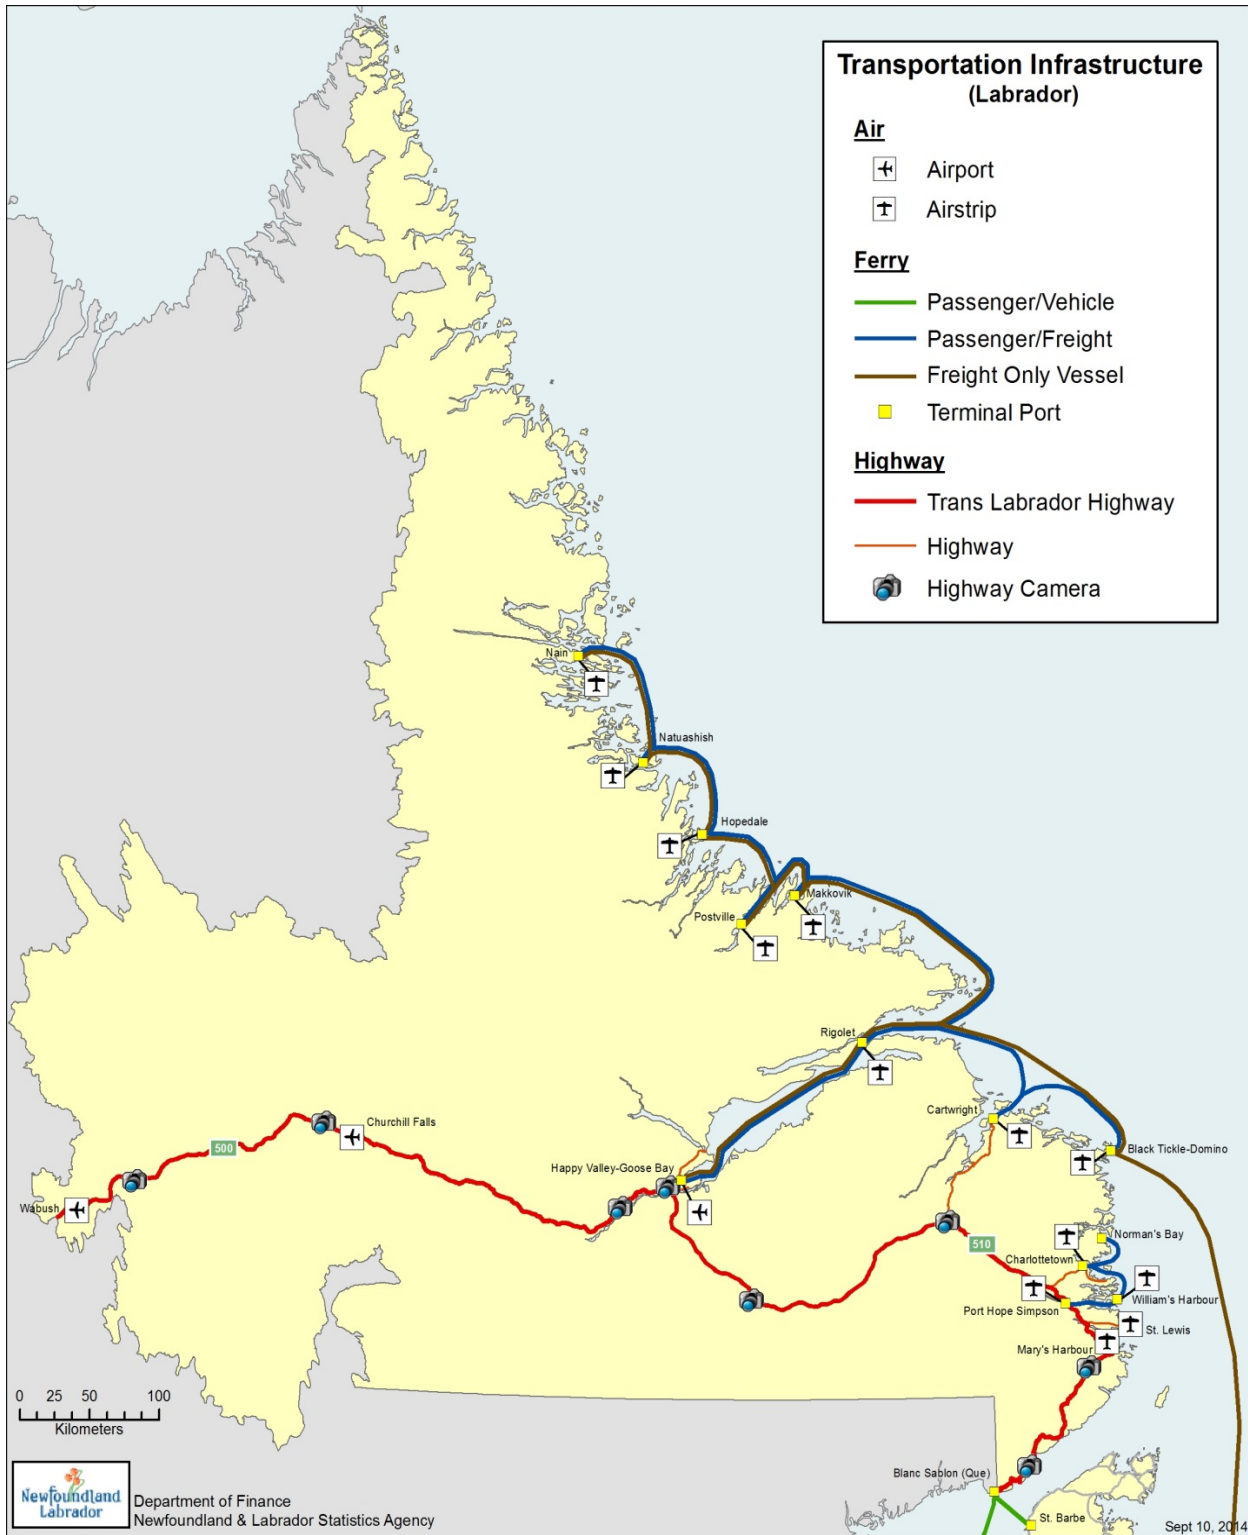 Transportation Infrastructure
(Labrador)
Air
Airport
Airstrip
Ferry
Passenger/Vehicle
Passenger/Freight
Freight Only Vessel
Terminal Port
Highway
Trans Labrador Highway
Highway
Highway Camera
Nain
Natuashish
Hopedale
Makkovik
Postville
Rigolet
Cartwright
Churchill Falls
500
Black Tickle-Domino
Happy Valley-Goose Bay
Wabush
Norman's Bay
510
Charlottetown
William's Harbour
Port Hope Simpson
St. Lewis
Mary's Harbour
0 25 50 100
Kilometers
Blanc Sablon (Que)
St. Barbe
Newfoundland
Labrador
Department of Finance
Newfoundland & Labrador Statistics Agency
Sept 10, 2014